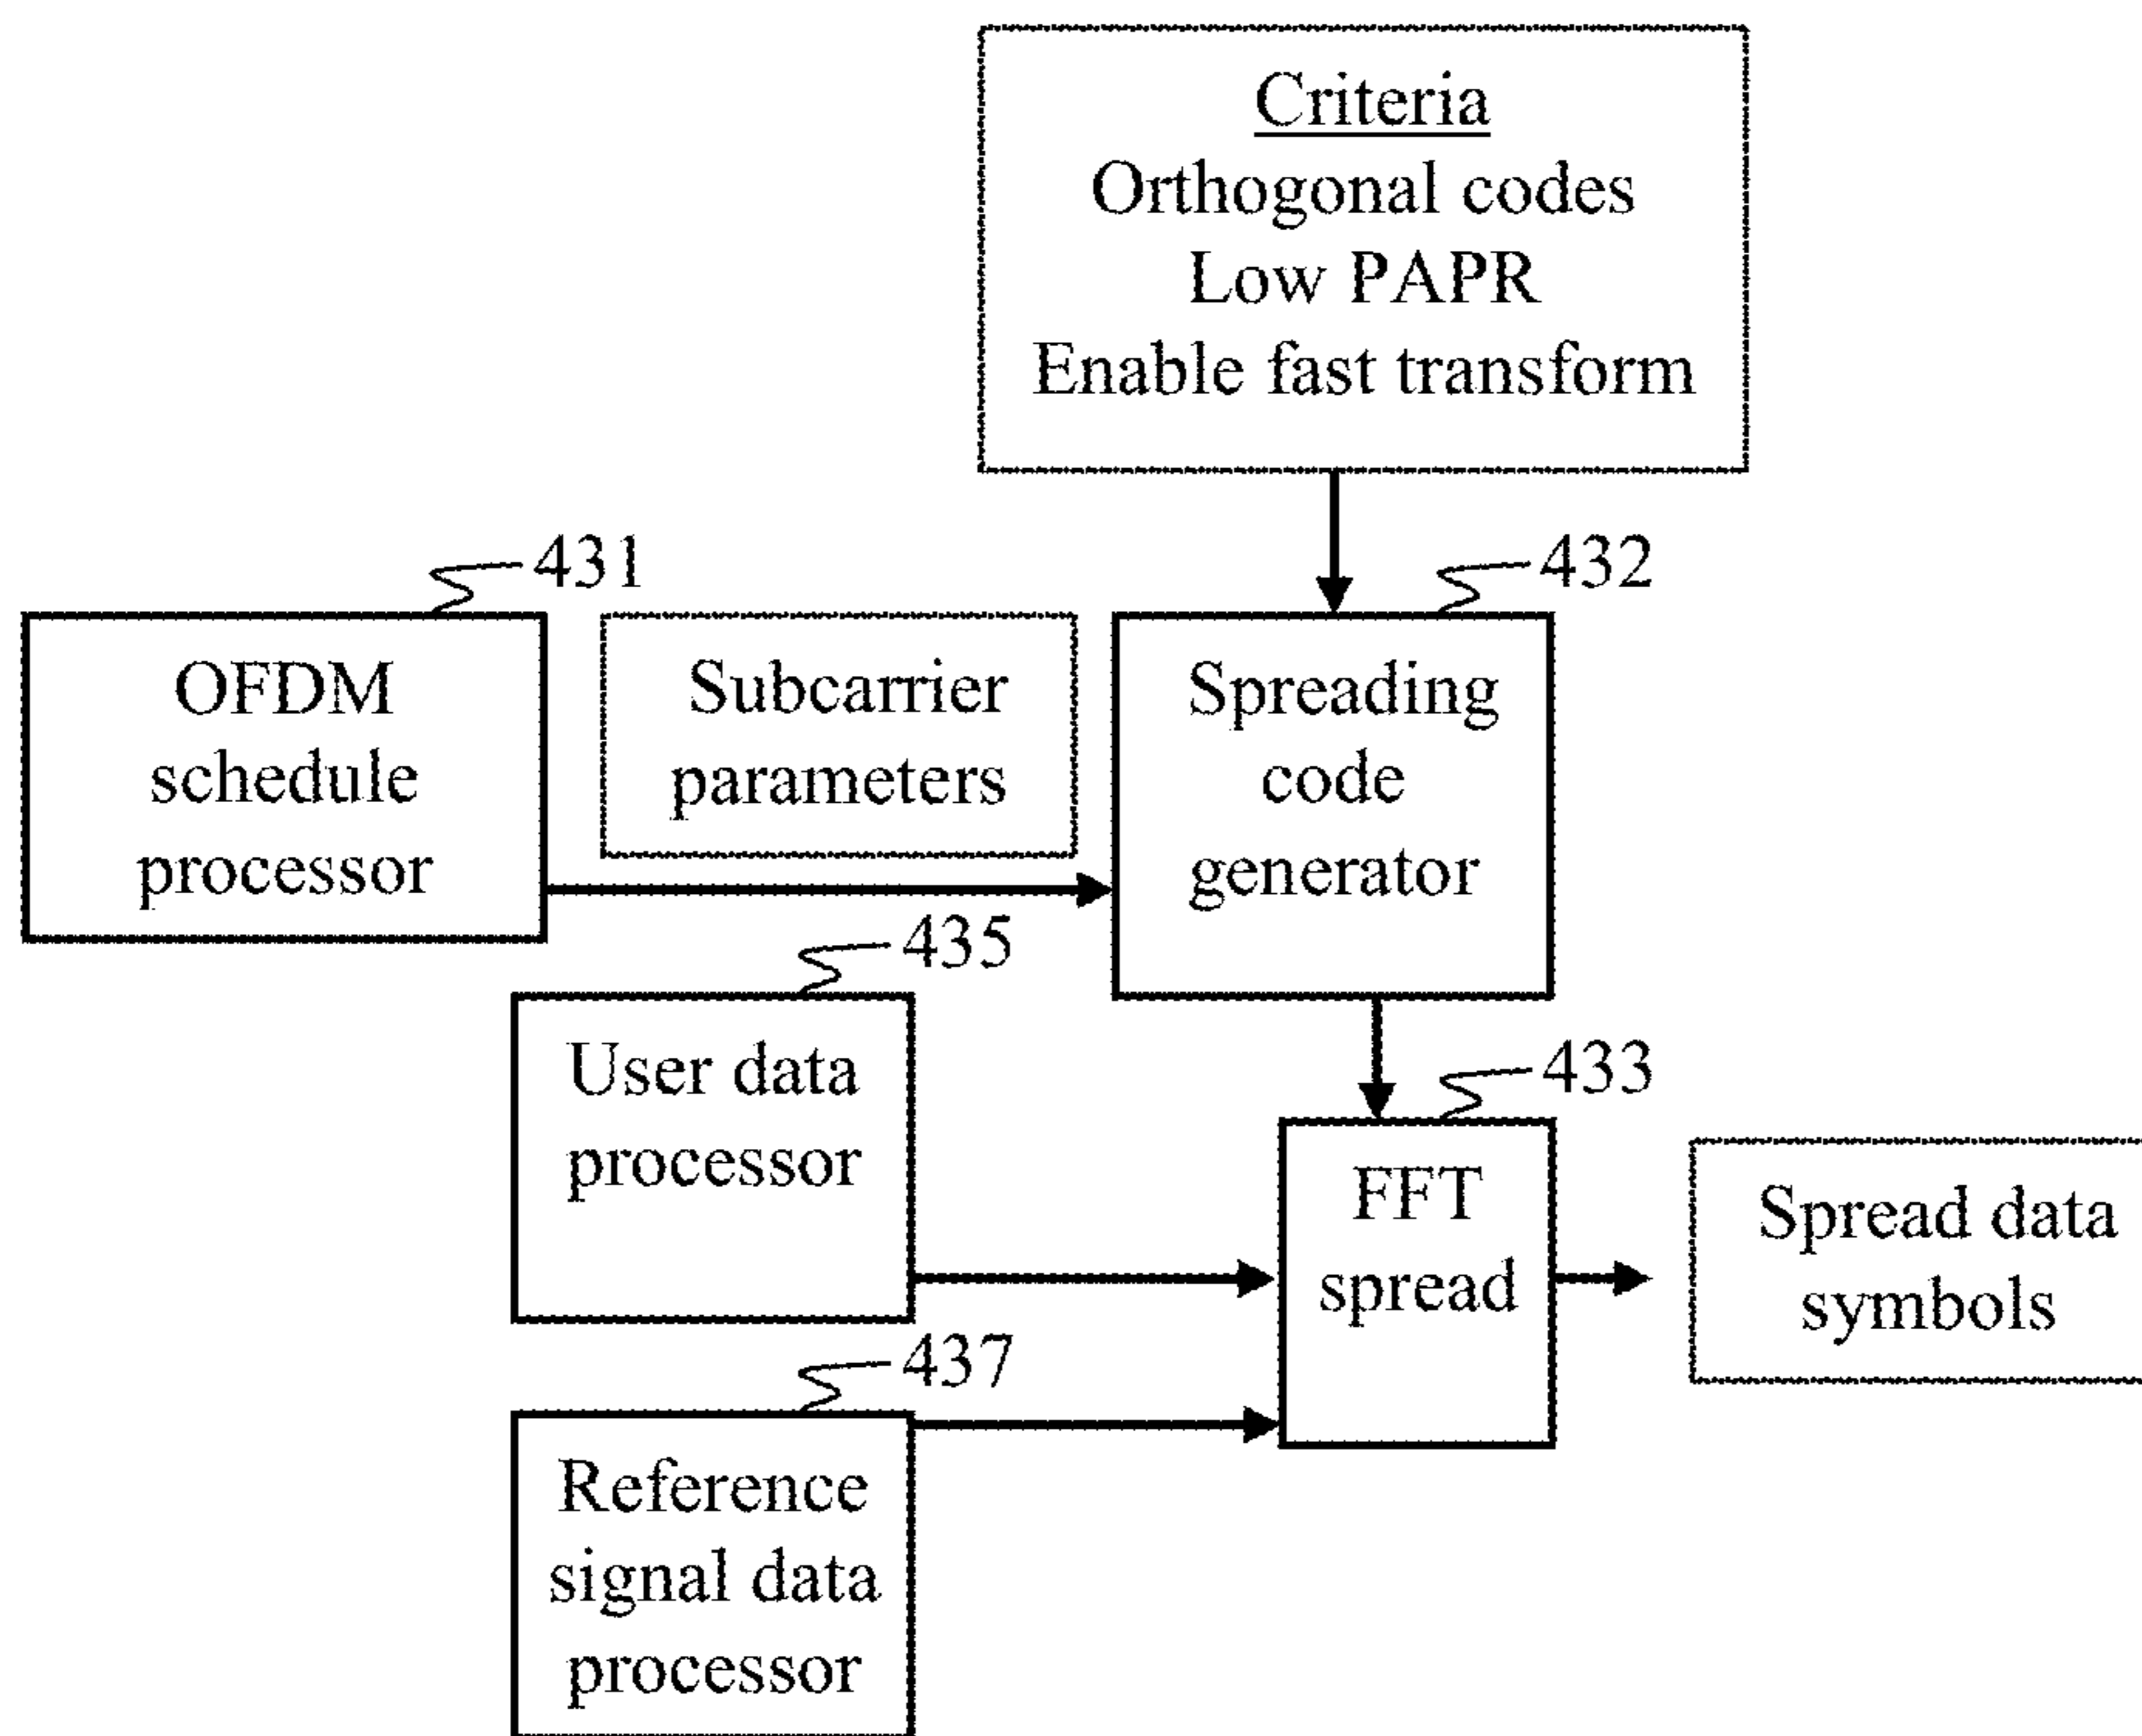 Criteria
Orthogonal codes
Low PAPR
Enable fast transform
431
432
OFDM
schedule
processor
Subcarrier
parameters
Spreading
code
generator
435
User data
processor
433
FFT
spread
Spread data
symbols
437
Reference
signal data
processor